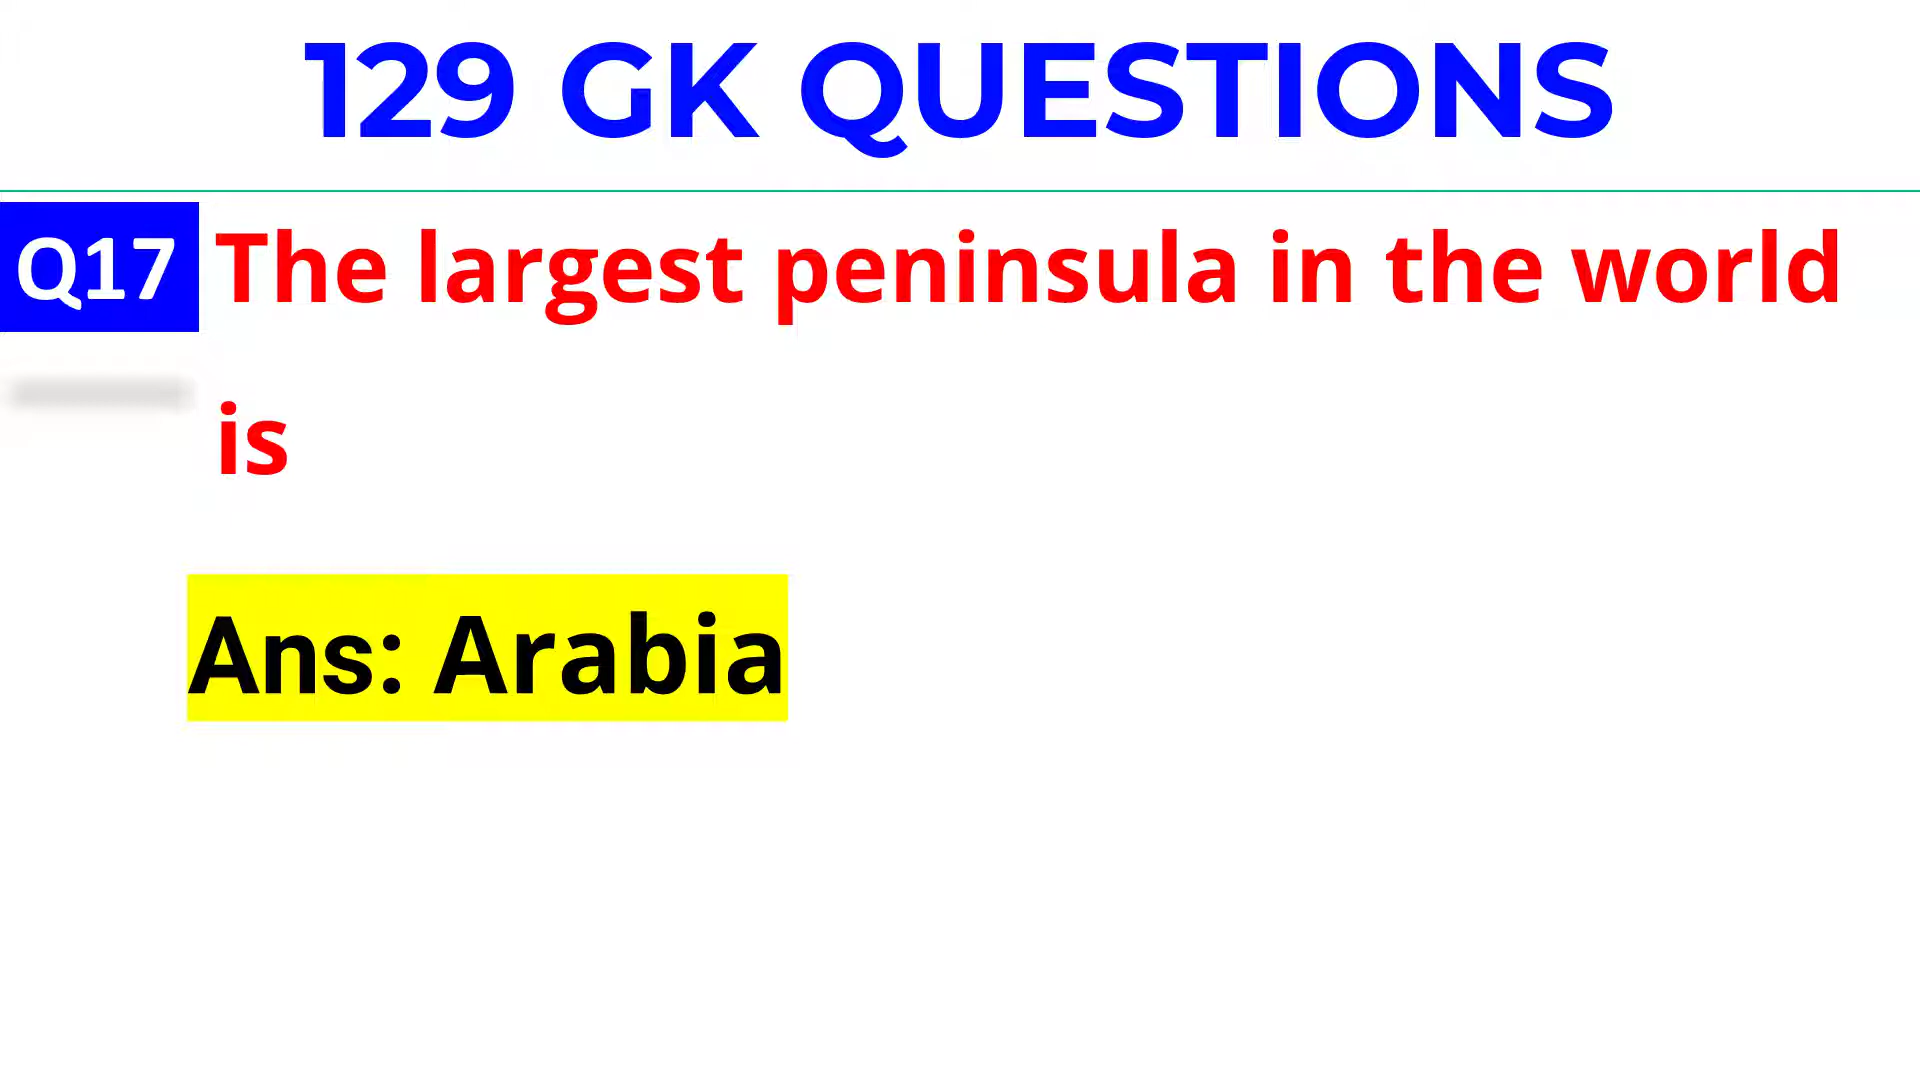 129 GK QUESTIONS
Q17 The largest peninsula in the world
is
Ans: Arabia